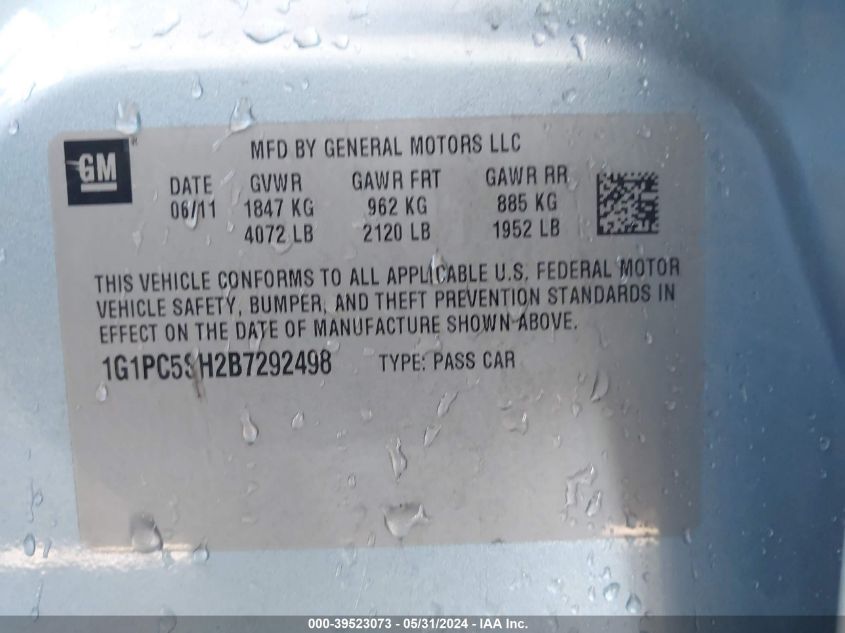 GM ®
MFD BY GENERAL MOTORS LLC
DATE GVWR GAWR FRT GAWR RR
06/11 1847 KG 962 KG 885 KG
4072 LB 2120 LB 1952 LB
THIS VEHICLE CONFORMS TO ALL APPLICABLE U.S. FEDERAL MOTOR
VEHICLE SAFETY, BUMPER, AND THEFT PREVENTION STANDARDS IN
EFFECT ON THE DATE OF MANUFACTURE SHOWN ABOVE.
1G1PC5SH2B7292498 TYPE: PASS CAR
000-39523073 - 05/31/2024 - IAA Inc.